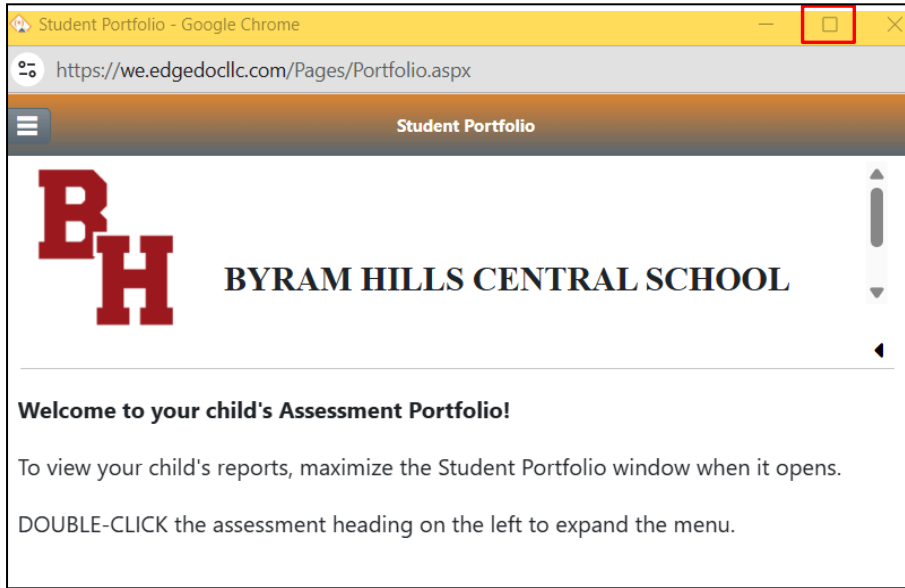 Student Portfolio - Google Chrome
https://we.edgedocllc.com/Pages/Portfolio.aspx
Student Portfolio
BH
BYRAM HILLS CENTRAL SCHOOL
Welcome to your child's Assessment Portfolio!
To view your child's reports, maximize the Student Portfolio window when it opens.
DOUBLE-CLICK the assessment heading on the left to expand the menu.